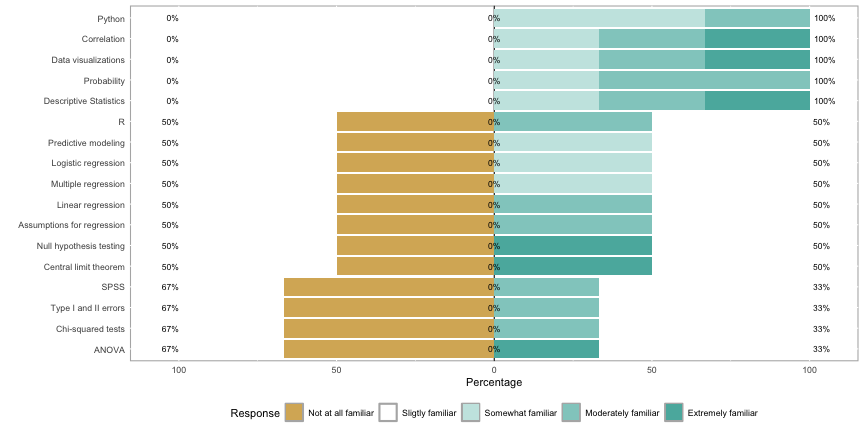 Python 0% 0% 100%
Correlation 0% 0% 100%
Data visualizations 0% 0% 100%
Probability 0% 0% 100%
Descriptive Statistics 0% 0% 100%
R 50% 0% 50%
Predictive modeling 50% 0% 50%
Logistic regression 50% 0% 50%
Multiple regression 50% 0% 50%
Linear regression 50% 0% 50%
Assumptions for regression 50% 0% 50%
Null hypothesis testing 50% 0% 50%
Central limit theorem 50% 0% 50%
SPSS 67% 0% 33%
Type I and II errors 67% 0% 33%
Chi-squared tests 67% 0% 33%
ANOVA 67% 0% 33%
100 50 0 50 100
Percentage
Response Not at all familiar Sligtly familiar Somewhat familiar Moderately familiar Extremely familiar